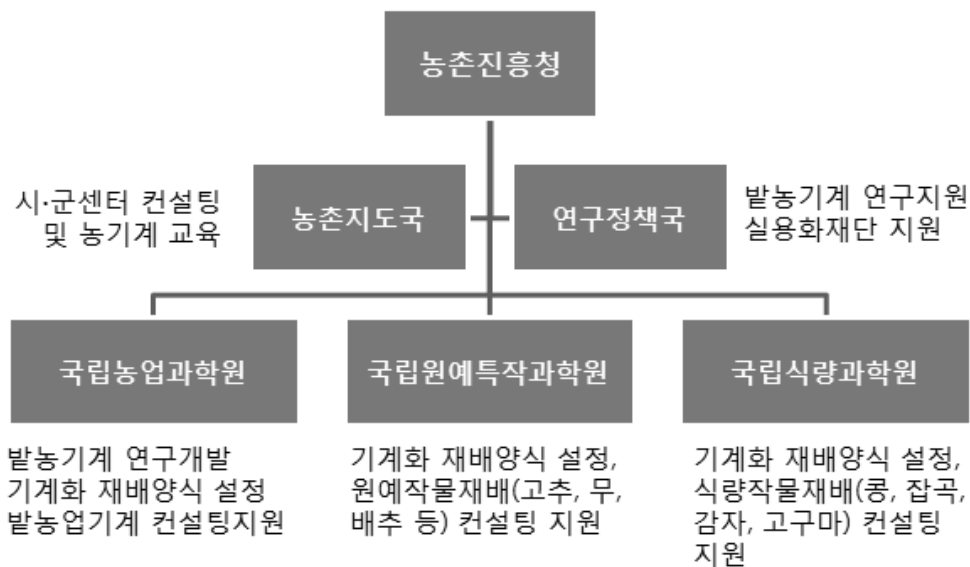 농촌진흥청
시·군센터 컨설팅
및 농기계 교육
농촌지도국
연구정책국
밭농기계 연구지원
실용화재단 지원
국립농업과학원
밭농기계 연구개발
기계화 재배양식 설정
밭농업기계 컨설팅지원
국립원예특작과학원
기계화 재배양식 설정,
원예작물재배(고추, 무,
배추 등) 컨설팅 지원
국립식량과학원
기계화 재배양식 설정,
식량작물재배(콩, 잡곡,
감자, 고구마) 컨설팅
지원